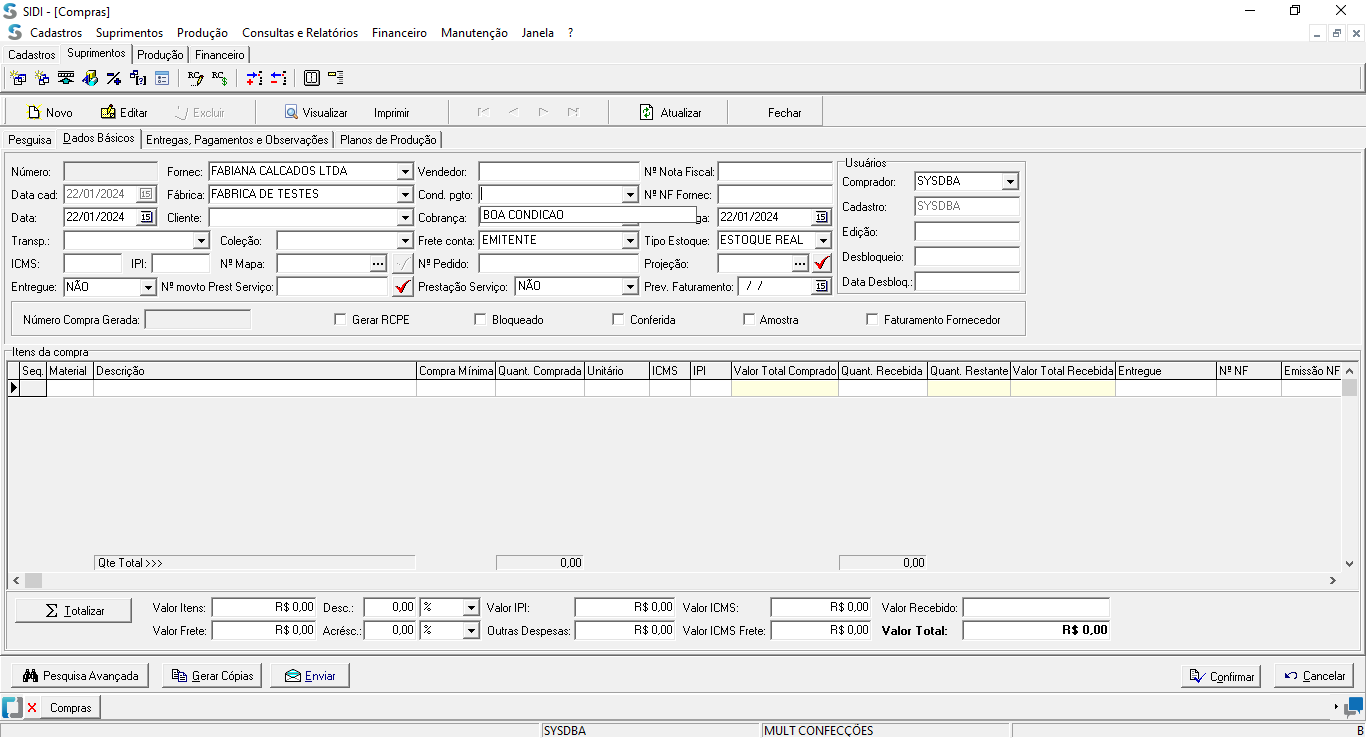 SIDI - [Compras]
Cadastros Suprimentos Produção Consultas e Relatórios Financeiro Manutenção Janela ?
Cadastros Suprimentos Produção Financeiro
Novo Editar Excluir Visualizar Imprimir Atualizar Fechar
Pesquisa Dados Básicos Entregas, Pagamentos e Observações Planos de Produção
Usuários
Número: Fornec: FABIANA CALCADOS LTDA Vendedor: Nº Nota Fiscal:
Comprador: SYSDBA
Data cad: 22/01/2024 15 Fábrica: FABRICA DE TESTES Cond. pgto: Nº NF Fornec:
Cadastro: SYSDBA
Data: 22/01/2024 15 Cliente: Cobrança: BOA CONDICAO ga: 22/01/2024 15
Edição:
Transp.: Coleção: Frete conta: EMITENTE Tipo Estoque: ESTOQUE REAL
Desbloqueio:
ICMS: IPI: Nº Mapa: ... Nº Pedido: Projeção: ...
Data Desbloq.:
Entregue: NÃO Nº movto Prest Serviço: Prestação Serviço: NÃO Prev. Faturamento: / / 15
Número Compra Gerada: Gerar RCPE Bloqueado Conferida Amostra Faturamento Fornecedor
Itens da compra
Seq. Material Descrição Compra Mínima Quant. Comprada Unitário ICMS IPI Valor Total Comprado Quant. Recebida Quant. Restante Valor Total Recebida Entregue Nº NF Emissão NF
Qte Total >>> 0,00 0,00
Σ Totalizar Valor Itens: R$ 0,00 Desc.: 0,00 % Valor IPI: R$ 0,00 Valor ICMS: R$ 0,00 Valor Recebido:
Valor Frete: R$ 0,00 Acrésc.: 0,00 % Outras Despesas: R$ 0,00 Valor ICMS Frete: R$ 0,00 Valor Total: R$ 0,00
Pesquisa Avançada Gerar Cópias Enviar Confirmar Cancelar
Compras
SYSDBA MULT CONFECÇÕES B